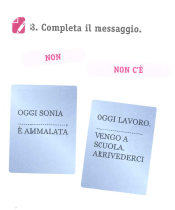 3. Completa il messaggio.
NON
NON C'È
OGGI SONIA
È AMMALATA
OGGI LAVORO.
VENGO A
SCUOLA.
ARRIVEDERCI